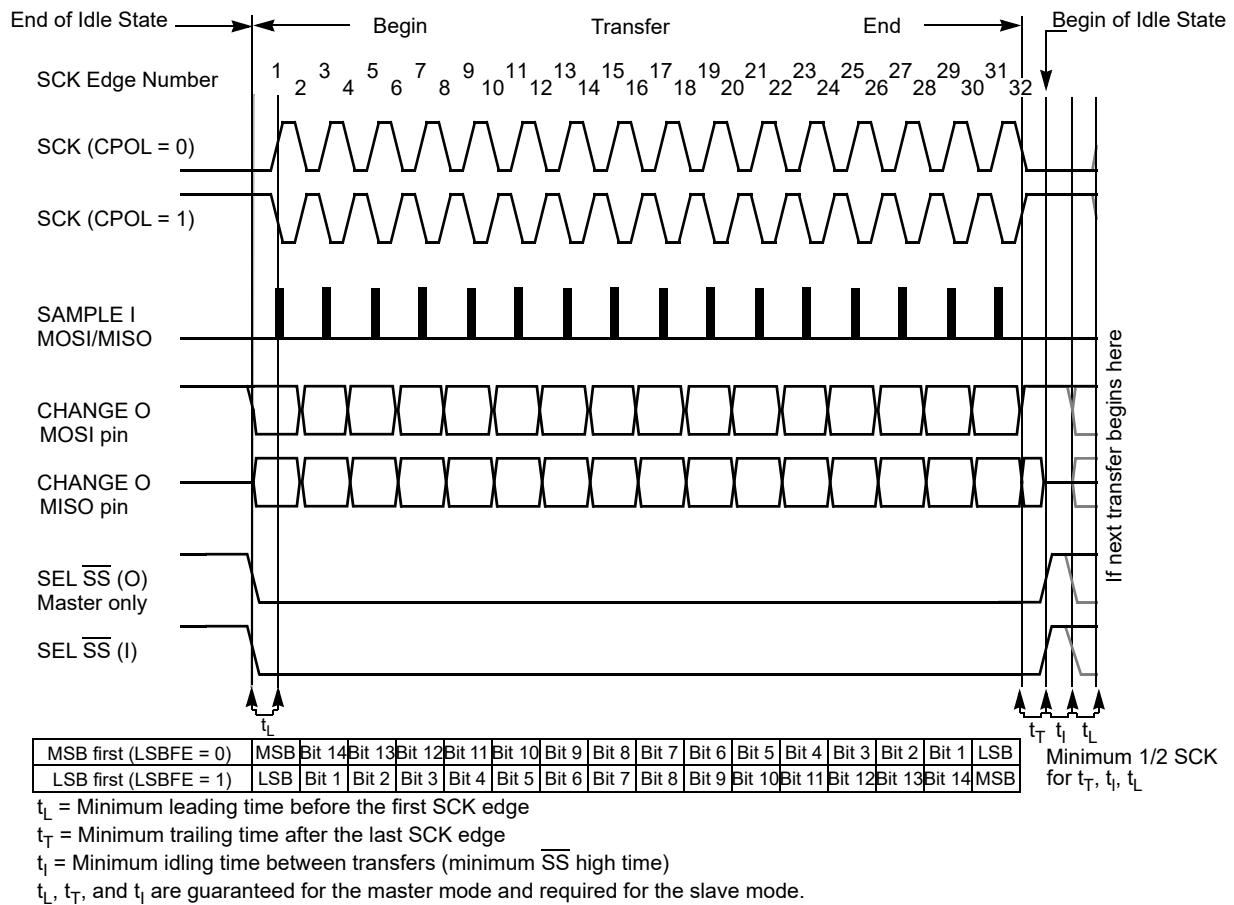 End of Idle State Begin Transfer End Begin of Idle State
SCK Edge Number 1 2 3 4 5 6 7 8 9 10 11 12 13 14 15 16 17 18 19 20 21 22 23 24 25 26 27 28 29 30 31 32
SCK (CPOL = 0)
SCK (CPOL = 1)
SAMPLE I
MOSI/MISO
CHANGE O
MOSI pin
CHANGE O
MISO pin
SEL SS (O)
Master only
SEL SS (I)
If next transfer begins here
tL tT tI tL
MSB first (LSBFE = 0) MSB Bit 14 Bit 13 Bit 12 Bit 11 Bit 10 Bit 9 Bit 8 Bit 7 Bit 6 Bit 5 Bit 4 Bit 3 Bit 2 Bit 1 LSB
LSB first (LSBFE = 1) LSB Bit 1 Bit 2 Bit 3 Bit 4 Bit 5 Bit 6 Bit 7 Bit 8 Bit 9 Bit 10 Bit 11 Bit 12 Bit 13 Bit 14 MSB
Minimum 1/2 SCK
for tT, tI, tL
tL = Minimum leading time before the first SCK edge
tT = Minimum trailing time after the last SCK edge
tI = Minimum idling time between transfers (minimum SS high time)
tL, tT, and tI are guaranteed for the master mode and required for the slave mode.